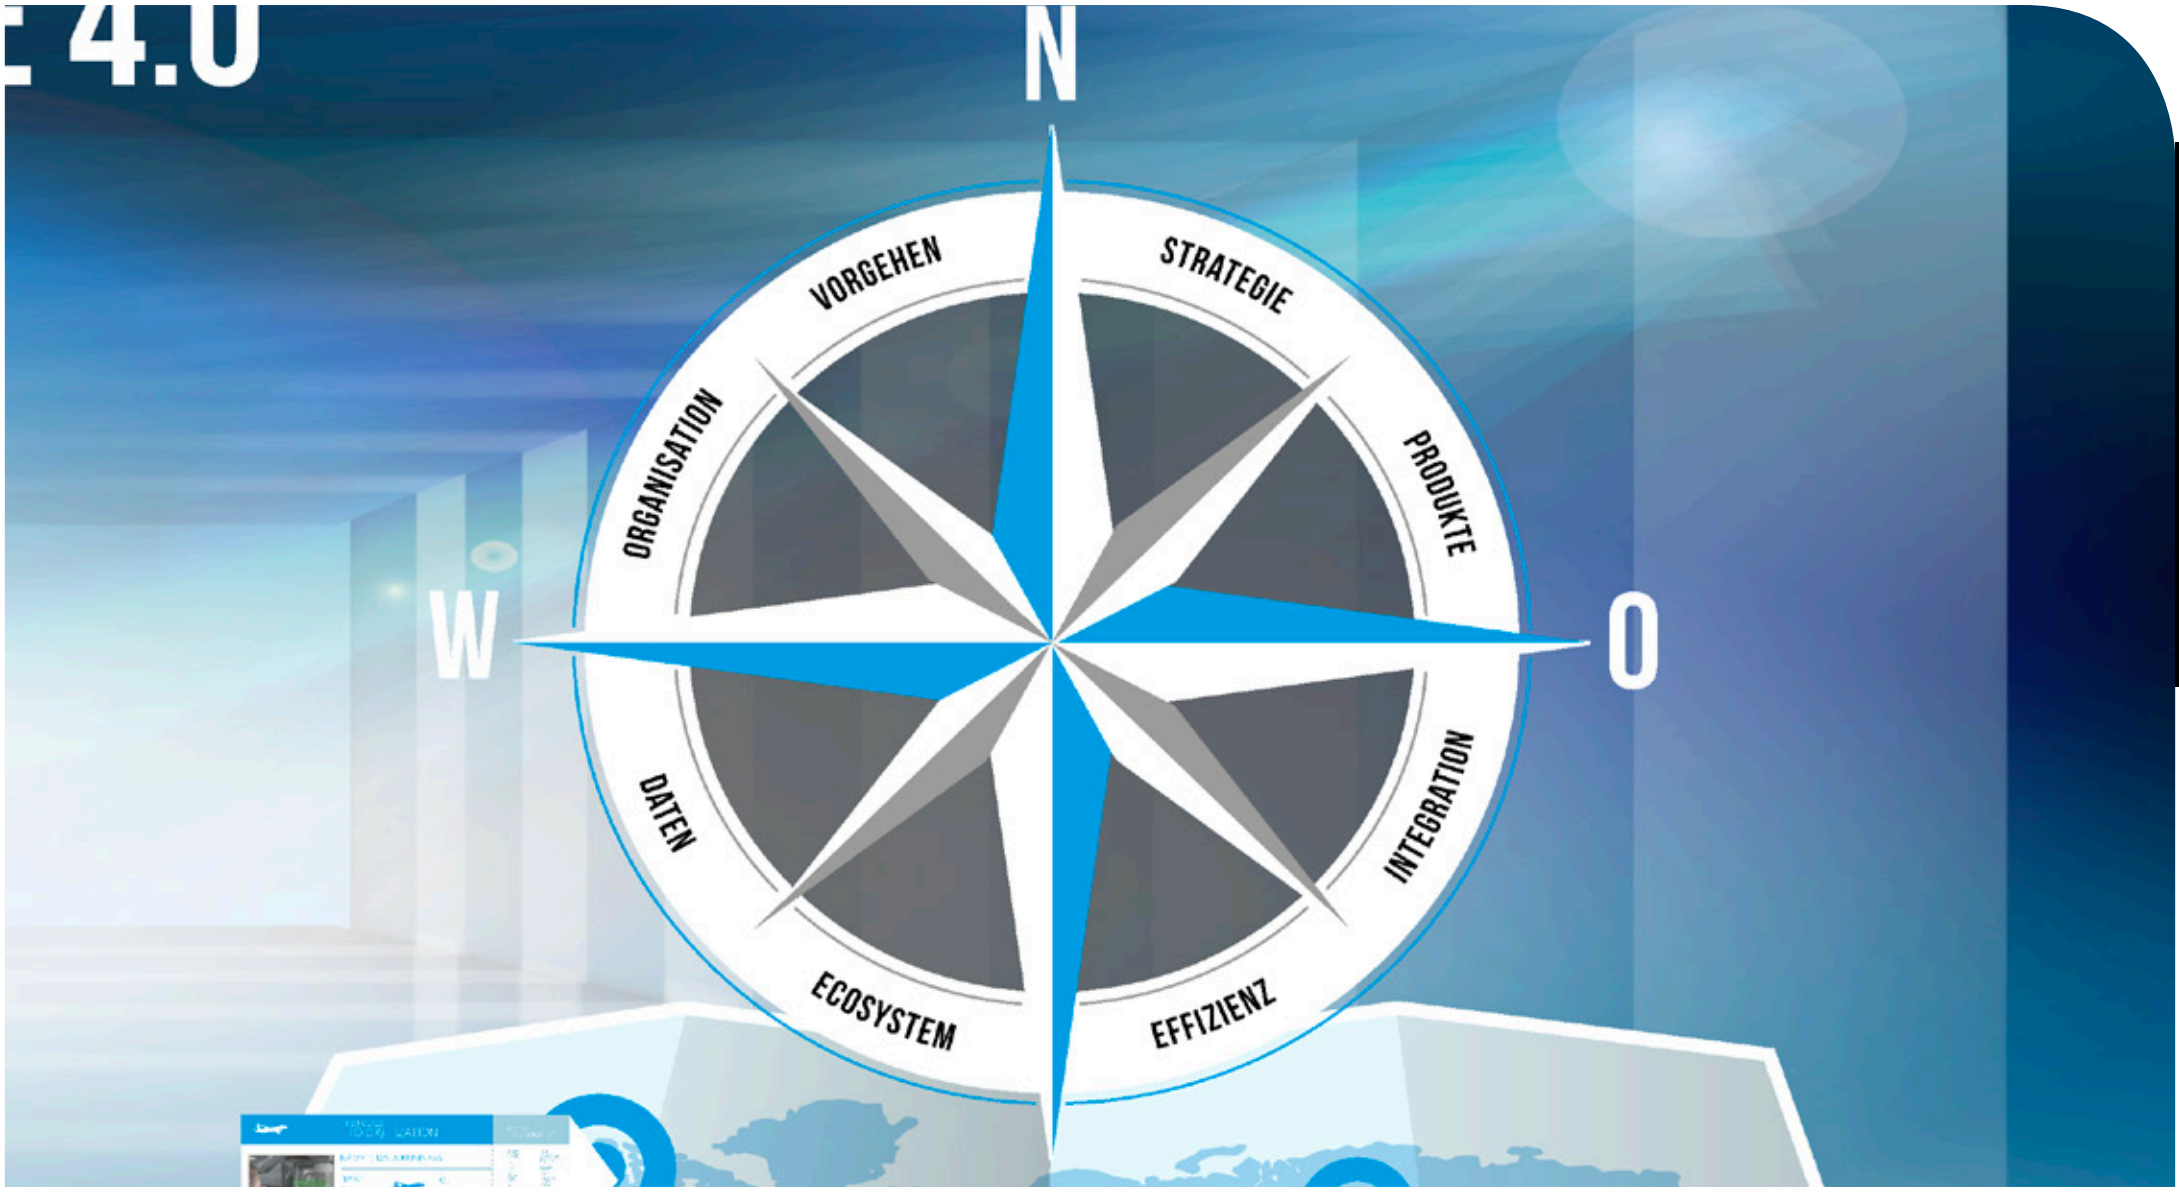 E 4.0
N
VORGEHEN
STRATEGIE
ORGANISATION
PRODUKTE
W
O
DATEN
INTEGRATION
ECOSYSTEM
EFFIZIENZ